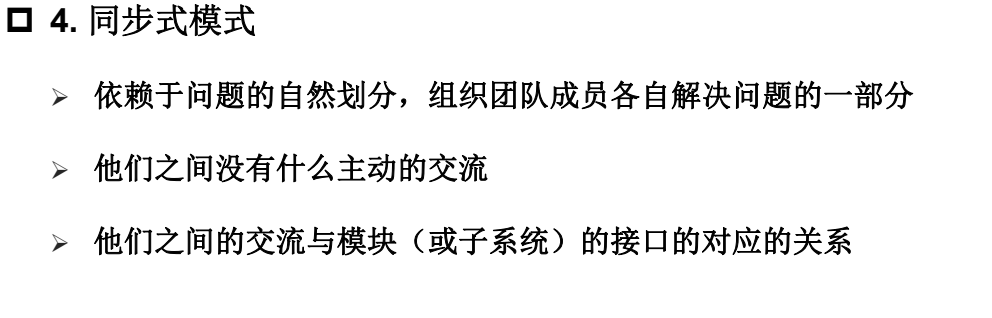 4. 同步式模式
依赖于问题的自然划分，组织团队成员各自解决问题的一部分
他们之间没有什么主动的交流
他们之间的交流与模块（或子系统）的接口的对应的关系